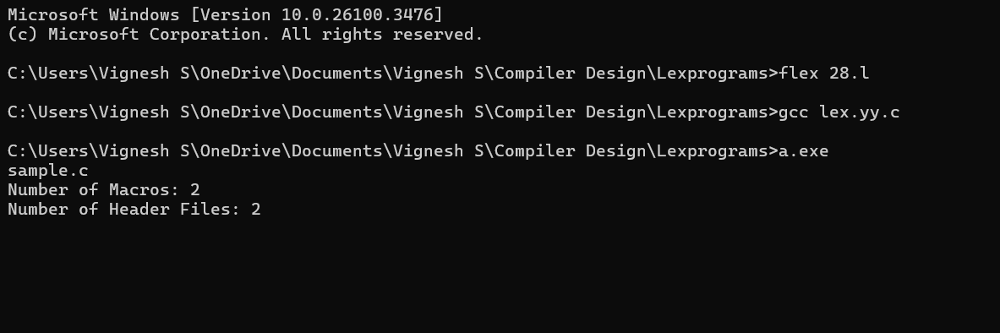 Microsoft Windows [Version 10.0.26100.3476]
(c) Microsoft Corporation. All rights reserved.
C:\Users\Vignesh S\OneDrive\Documents\Vignesh S\Compiler Design\Lexprograms>flex 28.l
C:\Users\Vignesh S\OneDrive\Documents\Vignesh S\Compiler Design\Lexprograms>gcc lex.yy.c
C:\Users\Vignesh S\OneDrive\Documents\Vignesh S\Compiler Design\Lexprograms>a.exe
sample.c
Number of Macros: 2
Number of Header Files: 2